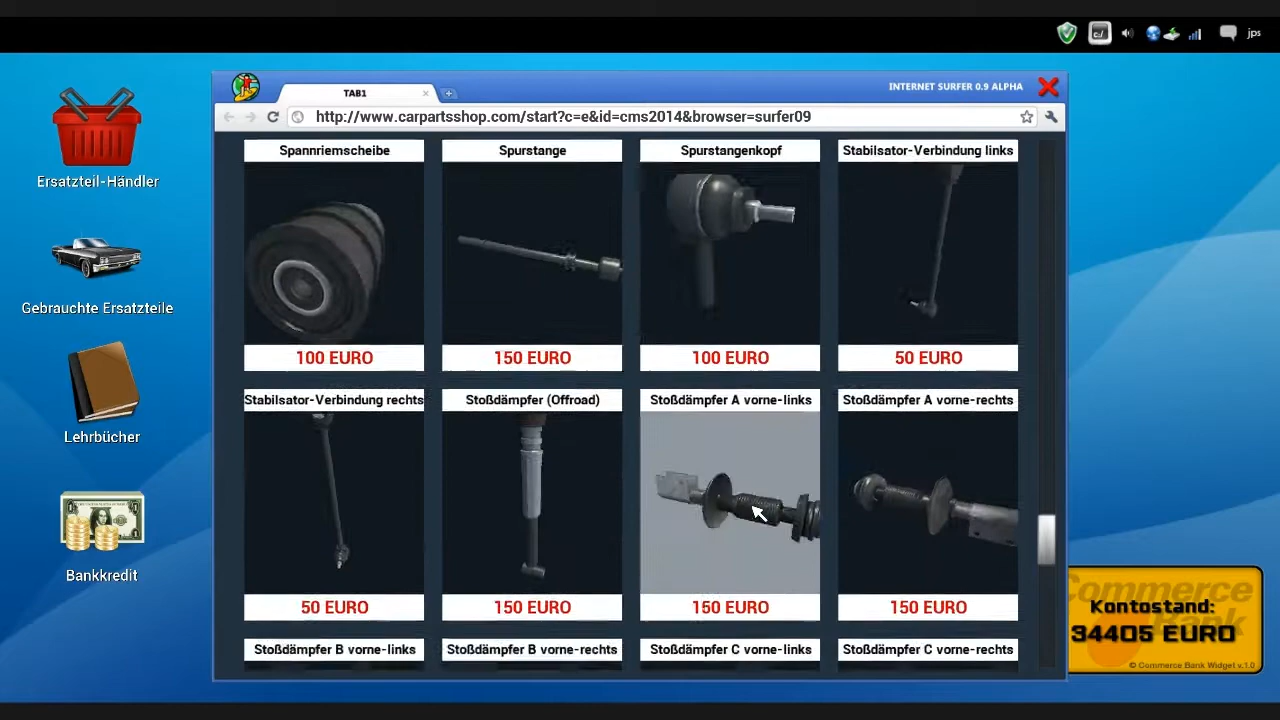 jps
TAB1
INTERNET SURFER 0.9 ALPHA
http://www.carpartsshop.com/start?c=e&id=cms2014&browser=surfer09
Ersatzteil-Händler
Gebrauchte Ersatzteile
Lehrbücher
Bankkredit
Spannriemscheibe
Spurstange
Spurstangenkopf
Stabilsator-Verbindung links
100 EURO
150 EURO
100 EURO
50 EURO
Stabilsator-Verbindung rechts
Stoßdämpfer (Offroad)
Stoßdämpfer A vorne-links
Stoßdämpfer A vorne-rechts
50 EURO
150 EURO
150 EURO
150 EURO
Stoßdämpfer B vorne-links
Stoßdämpfer B vorne-rechts
Stoßdämpfer C vorne-links
Stoßdämpfer C vorne-rechts
Commerce
Bank
Kontostand:
34405 EURO
© Commerce Bank Widget v.1.0